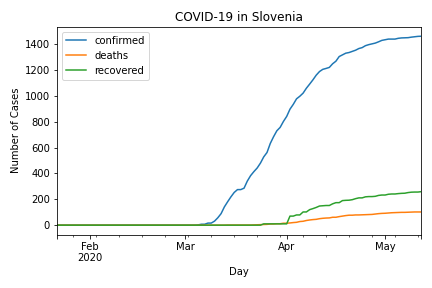 COVID-19 in Slovenia
confirmed
deaths
recovered
Number of Cases
1400
1200
1000
800
600
400
200
0
Feb
2020
Mar
Apr
May
Day